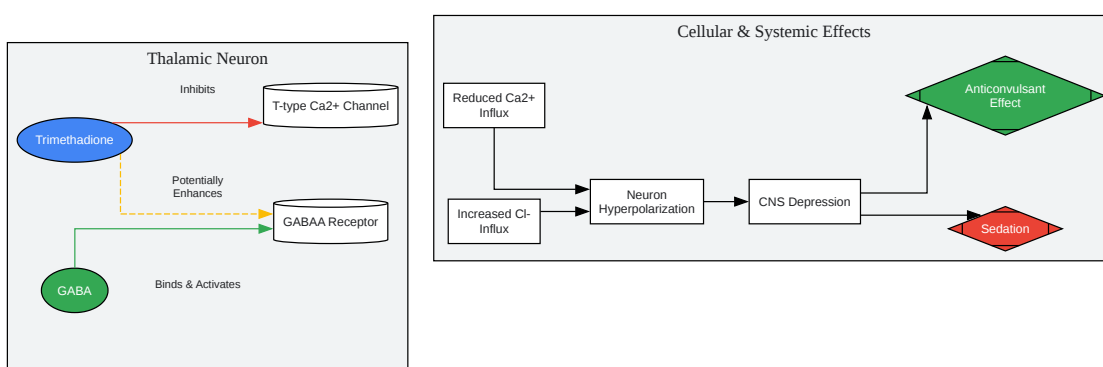 Thalamic Neuron
Inhibits
T-type Ca2+ Channel
Trimethadione
Potentially
Enhances
GABAA Receptor
Binds & Activates
GABA
Cellular & Systemic Effects
Reduced Ca2+
Influx
Anticonvulsant
Effect
Neuron
Hyperpolarization
CNS Depression
Increased Cl-
Influx
Sedation